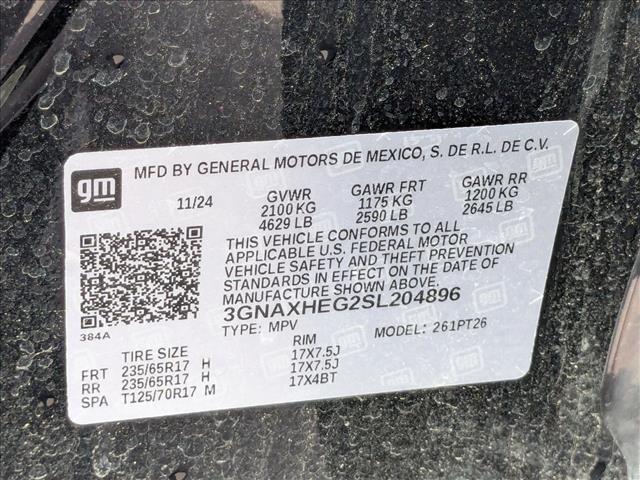 gm
MFD BY GENERAL MOTORS DE MEXICO, S. DE R.L. DE C.V.
11/24 GVWR GAWR FRT GAWR RR
2100 KG 1175 KG 1200 KG
4629 LB 2590 LB 2645 LB
THIS VEHICLE CONFORMS TO ALL
APPLICABLE U.S. FEDERAL MOTOR
VEHICLE SAFETY AND THEFT PREVENTION
STANDARDS IN EFFECT ON THE DATE OF
MANUFACTURE SHOWN ABOVE.
3GNAXHEG2SL204896
384A
TYPE: MPV MODEL: 261PT26
TIRE SIZE RIM
FRT 235/65R17 H 17X7.5J
RR 235/65R17 H 17X7.5J
SPA T125/70R17 M 17X4BT